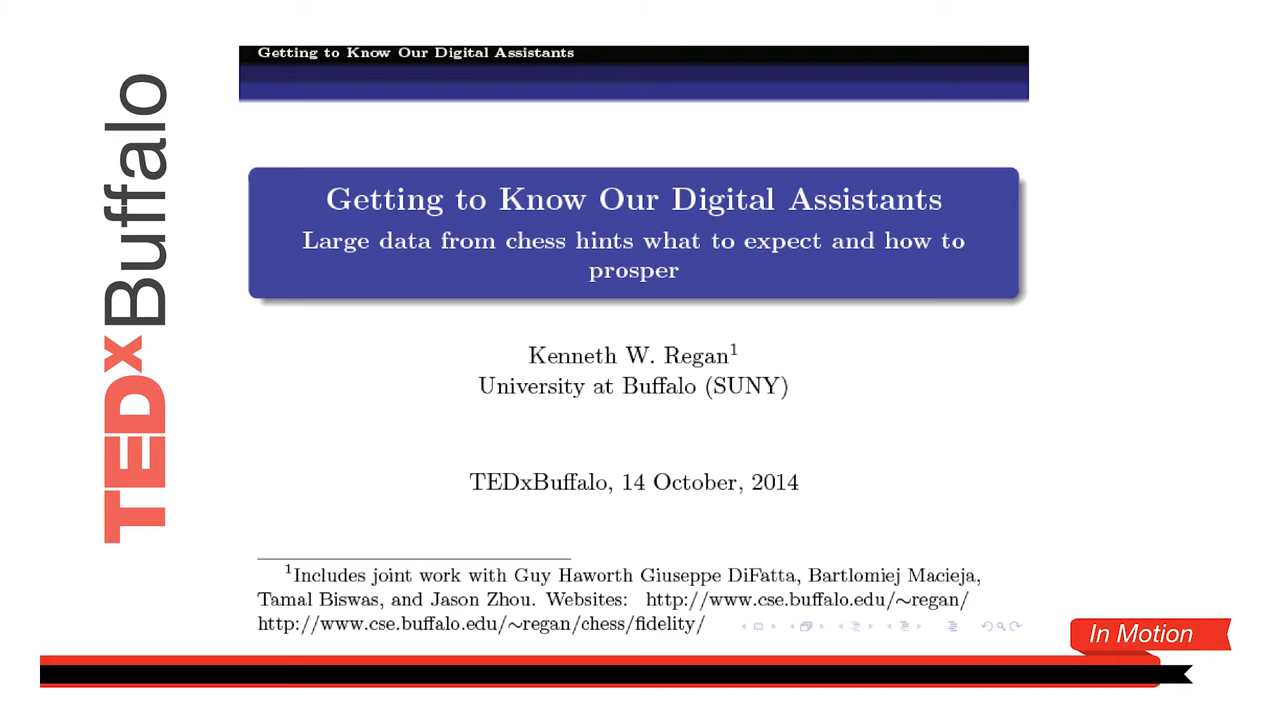 TEDxBuffalo
Getting to Know Our Digital Assistants
Getting to Know Our Digital Assistants
Large data from chess hints what to expect and how to
prosper
Kenneth W. Regan1
University at Buffalo (SUNY)
TEDxBuffalo, 14 October, 2014
1Includes joint work with Guy Haworth Giuseppe DiFatta, Bartlomiej Macieja,
Tamal Biswas, and Jason Zhou. Websites: http://www.cse.buffalo.edu/~regan/
http://www.cse.buffalo.edu/~regan/chess/fidelity/
In Motion